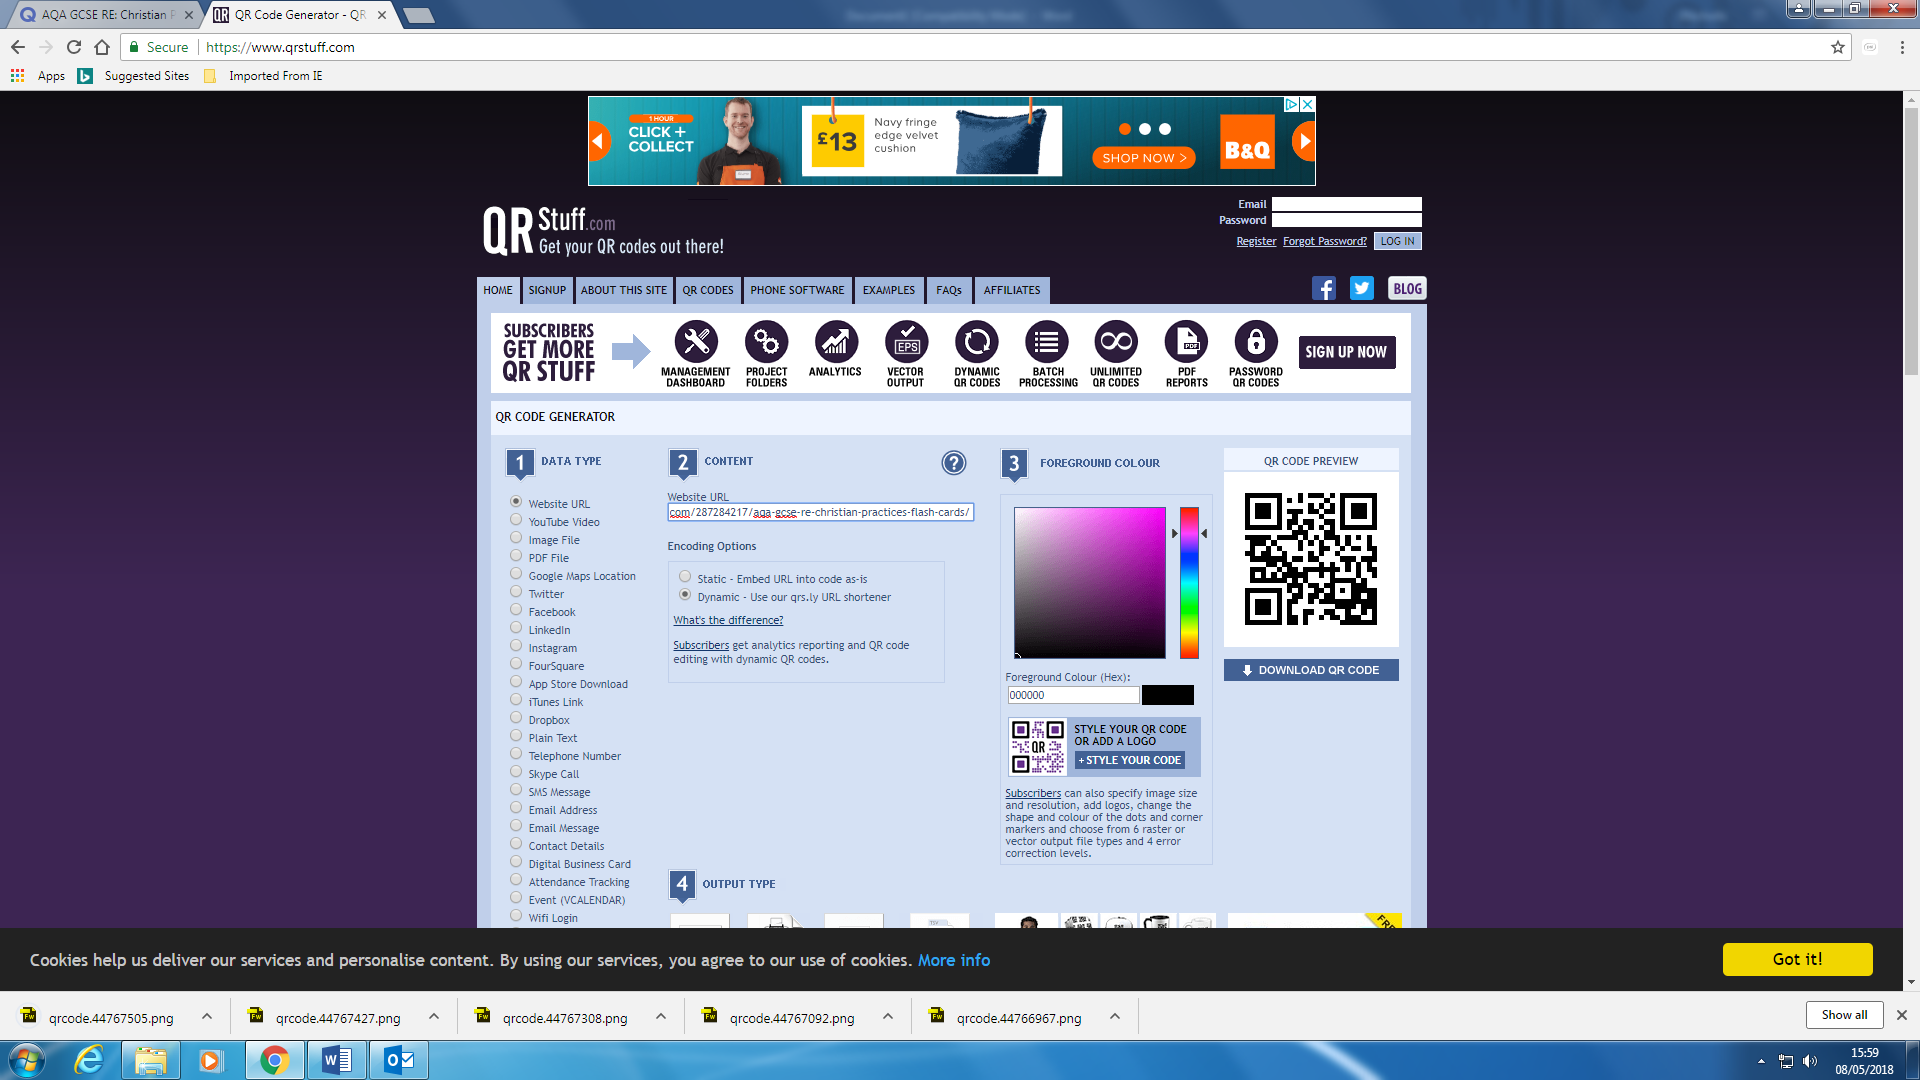 AQA GCSE RE: Christian P
QR Code Generator - QR
Secure https://www.qrstuff.com
Apps
Suggested Sites
Imported From IE
1 HOUR
CLICK +
COLLECT
£13
Navy fringe
edge velvet
cushion
SHOP NOW >
B&Q
QR Stuff.com
Get your QR codes out there!
Email
Password
Register Forgot Password? LOG IN
HOME SIGNUP ABOUT THIS SITE QR CODES PHONE SOFTWARE EXAMPLES FAQs AFFILIATES
BLOG
SUBSCRIBERS
GET MORE
QR STUFF
MANAGEMENT
DASHBOARD
PROJECT
FOLDERS
ANALYTICS
EPS
VECTOR
OUTPUT
DYNAMIC
QR CODES
BATCH
PROCESSING
UNLIMITED
QR CODES
PDF
PDF
REPORTS
PASSWORD
QR CODES
SIGN UP NOW
QR CODE GENERATOR
1 DATA TYPE
Website URL
YouTube Video
Image File
PDF File
Google Maps Location
Twitter
Facebook
LinkedIn
Instagram
FourSquare
App Store Download
iTunes Link
Dropbox
Plain Text
Telephone Number
Skype Call
SMS Message
Email Address
Email Message
Contact Details
Digital Business Card
Attendance Tracking
Event (VCALENDAR)
Wifi Login
2 CONTENT
?
Website URL
com/287284217/aqa-gcse-re-christian-practices-flash-cards/
Encoding Options
Static - Embed URL into code as-is
Dynamic - Use our qrs.ly URL shortener
What's the difference?
Subscribers get analytics reporting and QR code
editing with dynamic QR codes.
3 FOREGROUND COLOUR
Foreground Colour (Hex):
000000
QR
STYLE YOUR QR CODE
OR ADD A LOGO
+ STYLE YOUR CODE
Subscribers can also specify image size
and resolution, add logos, change the
shape and colour of the dots and corner
markers and choose from 6 raster or
vector output file types and 4 error
correction levels.
QR CODE PREVIEW
DOWNLOAD QR CODE
4 OUTPUT TYPE
Cookies help us deliver our services and personalise content. By using our services, you agree to our use of cookies. More info
Got it!
qrcode.44767505.png
qrcode.44767427.png
qrcode.44767308.png
qrcode.44767092.png
qrcode.44766967.png
Show all
15:59
08/05/2018